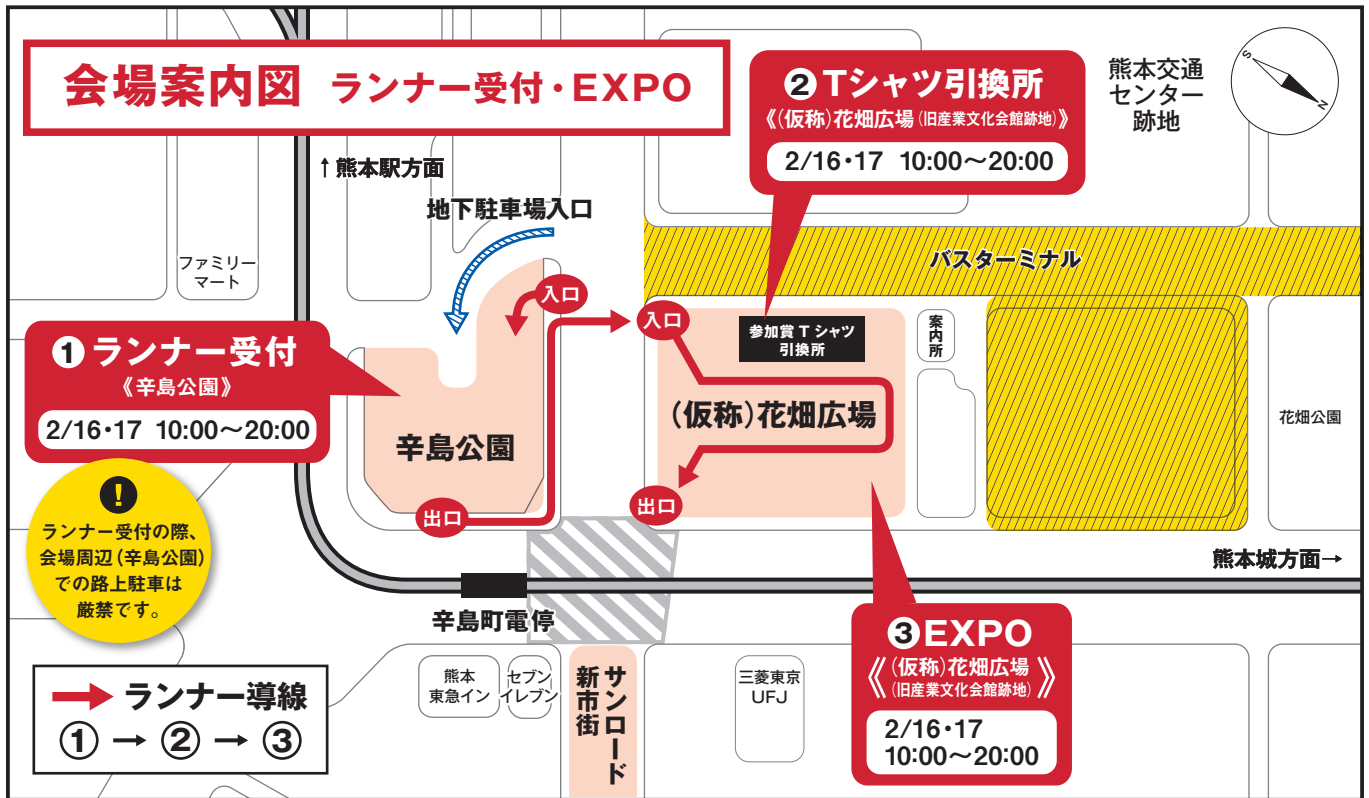 会場案内図 ランナー受付・EXPO
②Tシャツ引換所
《(仮称)花畑広場(旧産業文化会館跡地)》
2/16・17 10:00〜20:00
熊本交通
センター
跡地
S
N
↑熊本駅方面
地下駐車場入口
ファミリー
マート
バスターミナル
入口
入口
参加賞Tシャツ
引換所
案内所
①ランナー受付
《辛島公園》
2/16・17 10:00〜20:00
辛島公園
(仮称)花畑広場
花畑公園
出口
出口
!
ランナー受付の際、
会場周辺(辛島公園)
での路上駐車は
厳禁です。
熊本城方面→
辛島町電停
③EXPO
《(仮称)花畑広場
(旧産業文化会館跡地)》
2/16・17
10:00〜20:00
熊本
東急イン
セブン
イレブン
サンロード
新市街
三菱東京
UFJ
→ ランナー導線
① → ② → ③